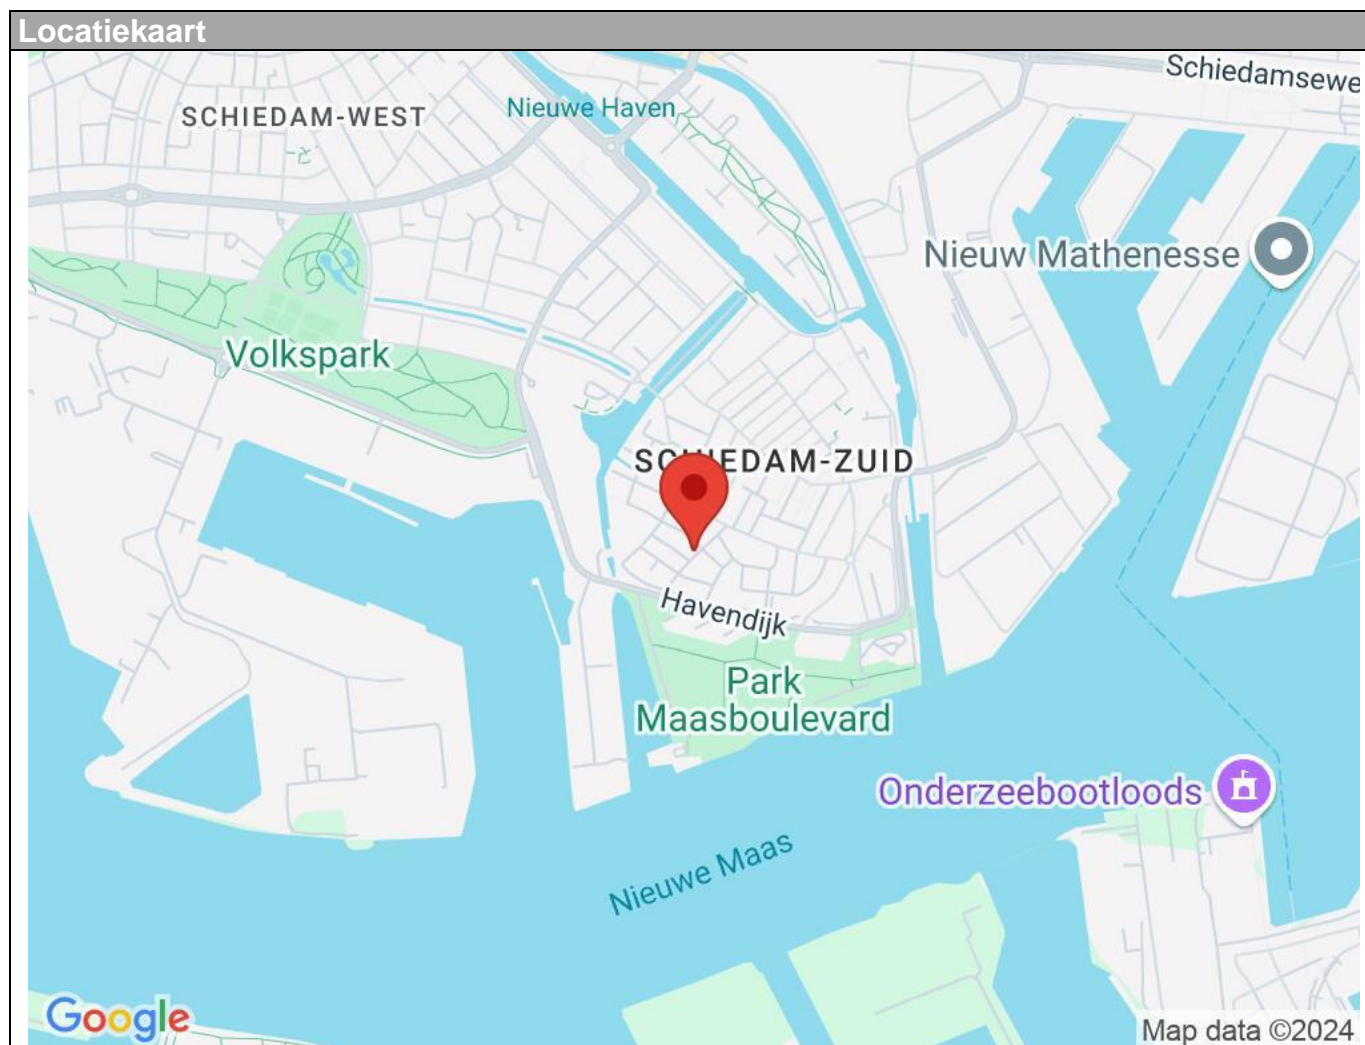 Locatiekaart
Schiedamsewe
SCHIEDAM-WEST
Nieuwe Haven
Nieuw Mathenesse
Volkspark
SCHIEDAM-ZUID
Havendijk
Park
Maasboulevard
Onderzeebootloods
Nieuwe Maas
Google
Map data ©2024